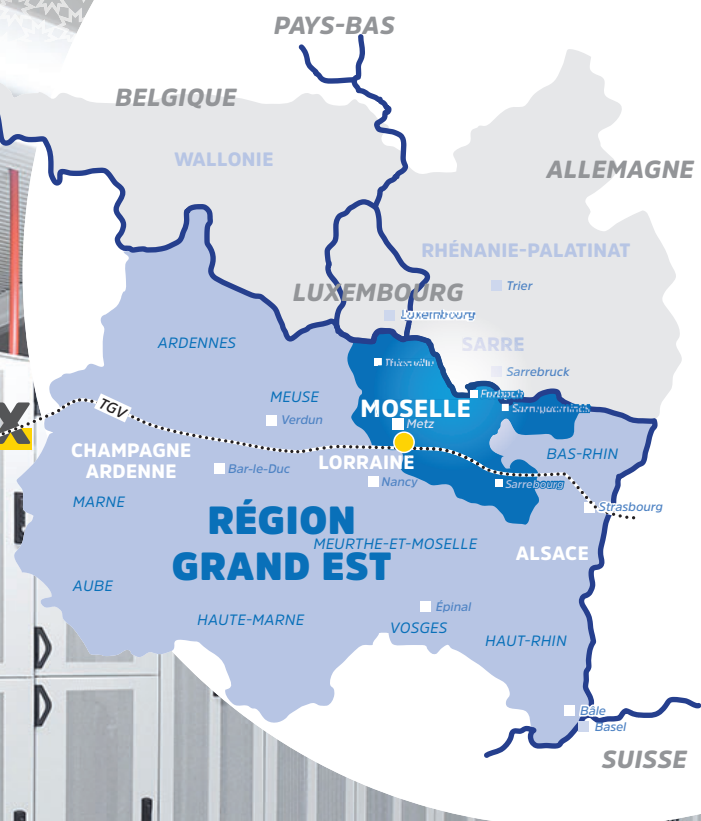 PAYS-BAS
BELGIQUE
WALLONIE
ALLEMAGNE
RHÉNANIE-PALATINAT
Trier
LUXEMBOURG
Luxembourg
ARDENNES
SARRE
Thionville
Sarrebruck
MEUSE
Forbach
TGV
MOSELLE
Sarreguemines
X
Verdun
Metz
CHAMPAGNE
ARDENNE
LORRAINE
BAS-RHIN
Bar-le-Duc
Nancy
Sarrebourg
MARNE
Strasbourg
RÉGION
GRAND EST
MEURTHE-ET-MOSELLE
ALSACE
AUBE
Épinal
HAUTE-MARNE
VOSGES
HAUT-RHIN
Bâle
Basel
SUISSE